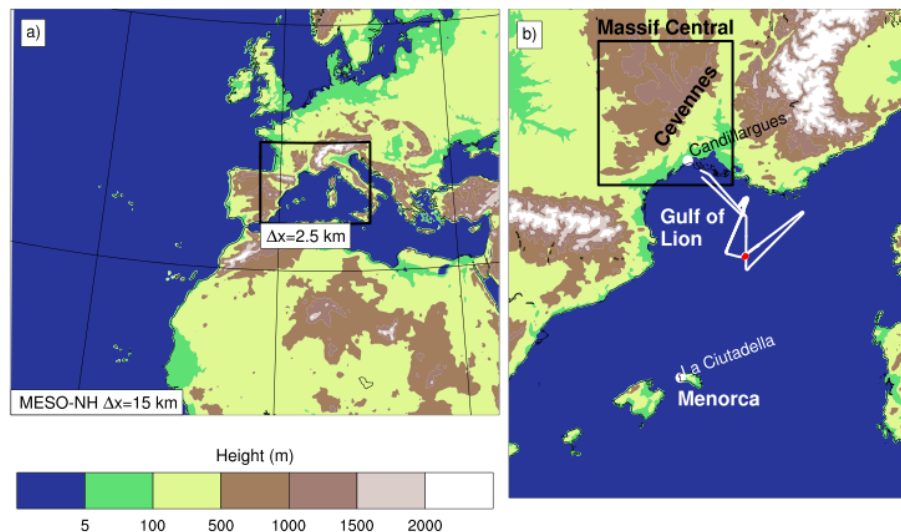 a)
Δx=2.5 km
MESO-NH Δx=15 km
Height (m)
5 100 500 1000 1500 2000
b)
Massif Central
Cevennes
Candillargues
Gulf of
Lion
La Ciutadella
Menorca